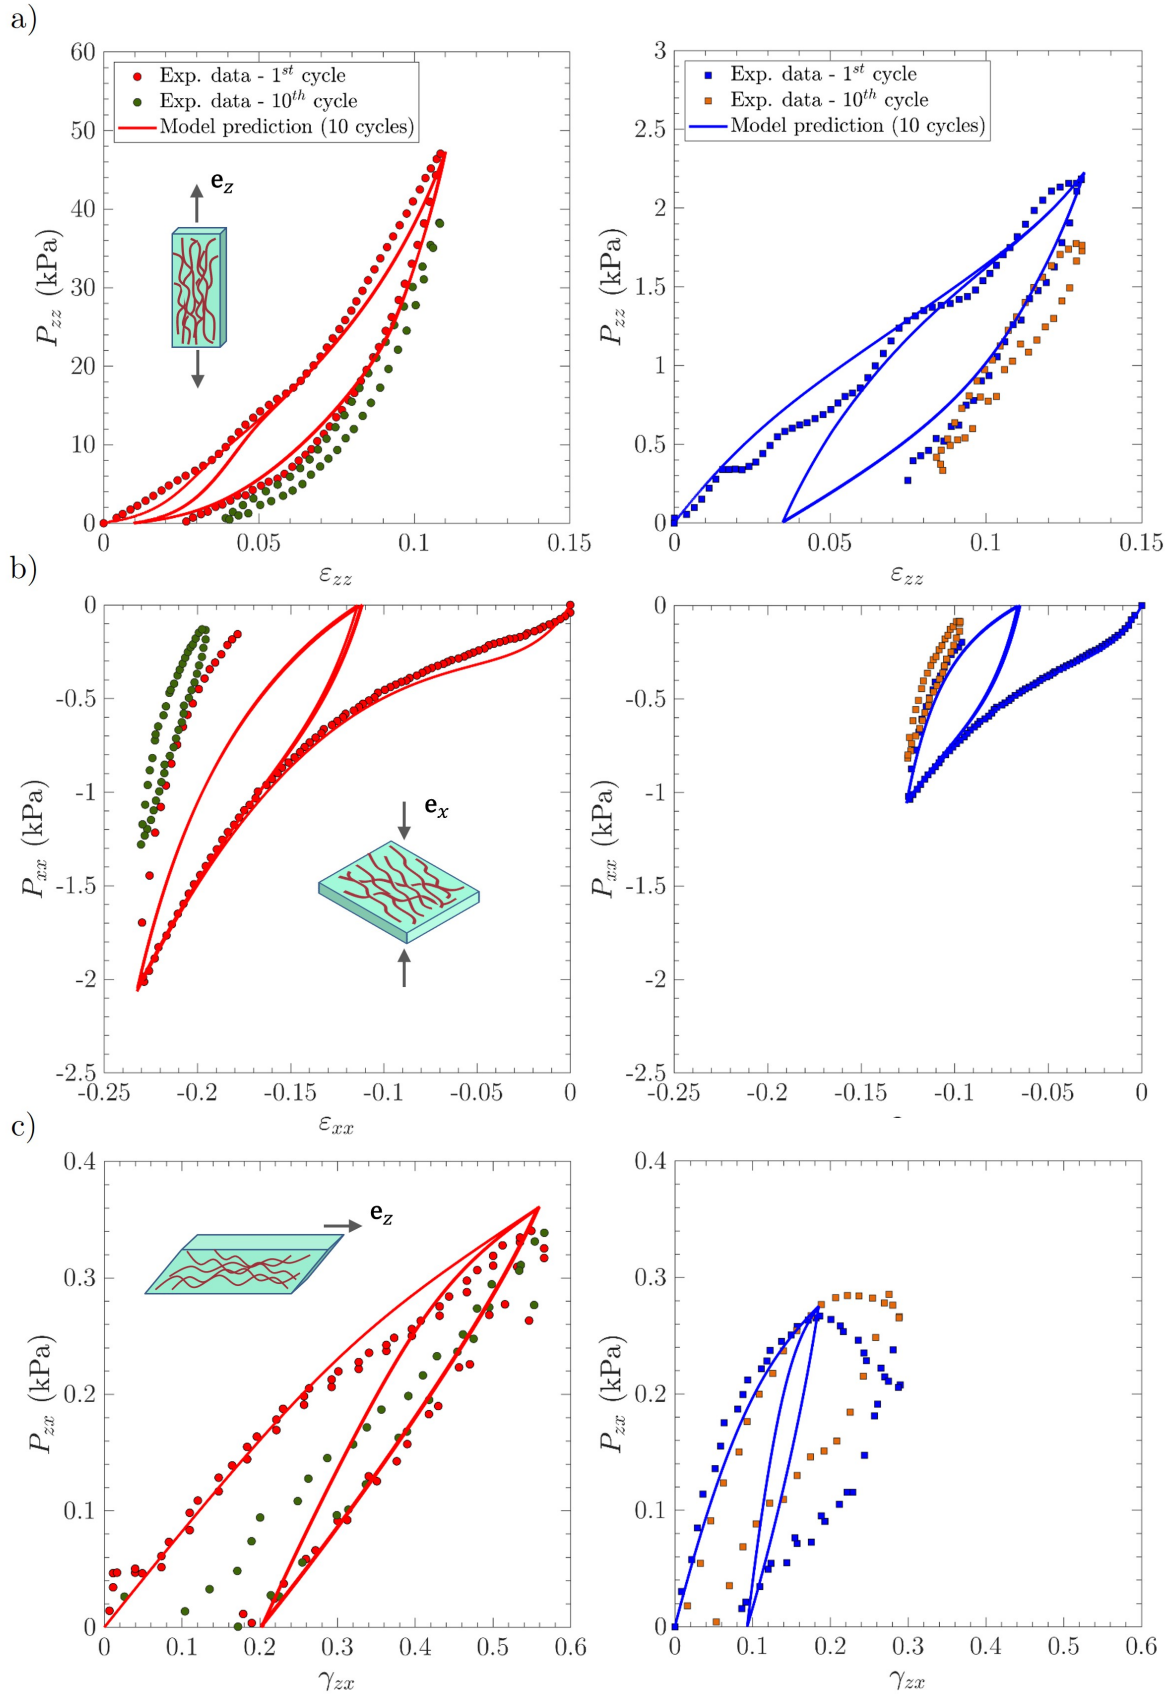 a)
60
50
40
30
20
10
0
P_zz (kPa)
Exp. data - 1^st cycle
Exp. data - 10^th cycle
Model prediction (10 cycles)
e_z
0 0.05 0.1 0.15
ε_zz
3
2.5
2
1.5
1
0.5
0
P_zz (kPa)
Exp. data - 1^st cycle
Exp. data - 10^th cycle
Model prediction (10 cycles)
0 0.05 0.1 0.15
ε_zz
b)
0
-0.5
-1
-1.5
-2
-2.5
P_xx (kPa)
e_x
-0.25 -0.2 -0.15 -0.1 -0.05 0
ε_xx
0
-0.5
-1
-1.5
-2
-2.5
P_xx (kPa)
-0.25 -0.2 -0.15 -0.1 -0.05 0
c)
0.4
0.3
0.2
0.1
0
P_zx (kPa)
e_z
0 0.1 0.2 0.3 0.4 0.5 0.6
γ_zx
0.4
0.3
0.2
0.1
0
P_zx (kPa)
0 0.1 0.2 0.3 0.4 0.5 0.6
γ_zx